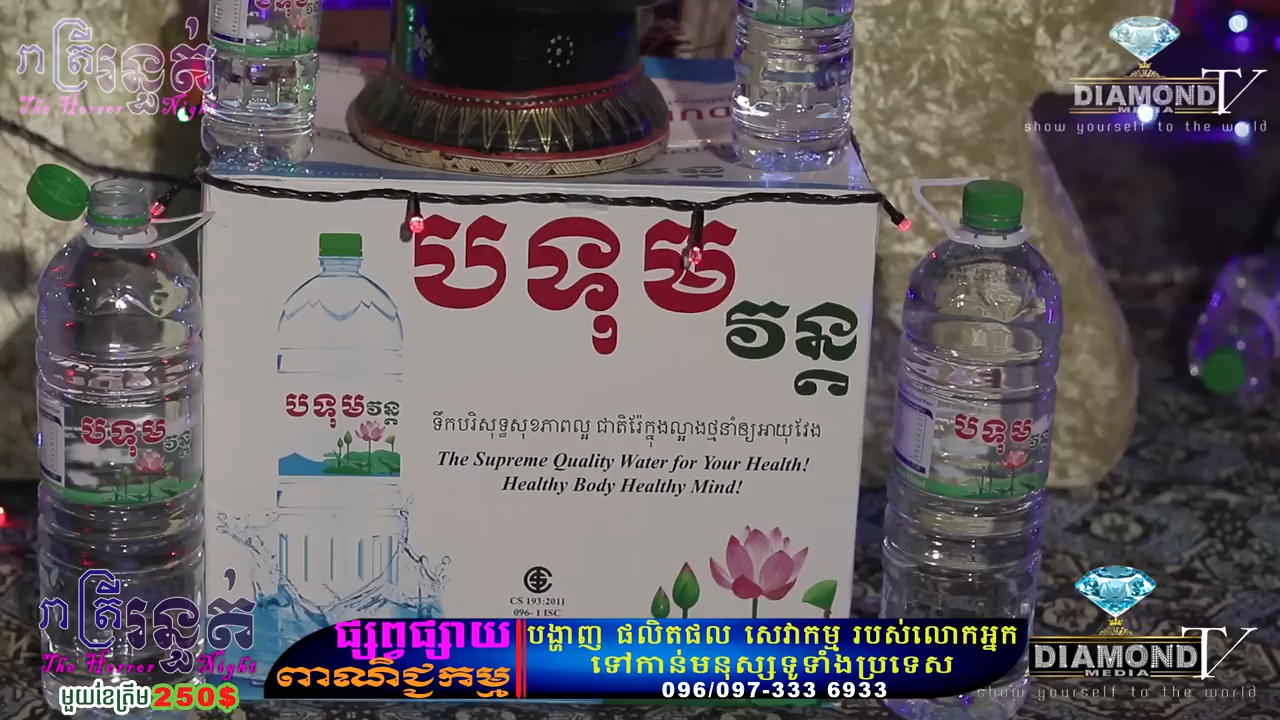 រាត្រីរន្ធត់
The Horror Night
DIAMOND TV
MEDIA
show yourself to the world
បទុម
វន្ត
បទុមវន្ត
បទុមវន្ត
បទុមវន្ត
ទឹកបរិសុទ្ធសុខភាពល្អ ជាតិរ៉ែក្នុងល្អាងថ្មនាំឲ្យអាយុវែង
The Supreme Quality Water for Your Health!
Healthy Body Healthy Mind!
CS 193:2011
096- 1 ISC
រាត្រីរន្ធត់
The Horror Night
មួយខែត្រឹម 250$
ផ្សព្វផ្សាយ
ពាណិជ្ជកម្ម
បង្ហាញ ផលិតផល សេវាកម្ម របស់លោកអ្នក
ទៅកាន់មនុស្សទូទាំងប្រទេស
096/097-333 6933
DIAMOND TV
MEDIA
show yourself to the world